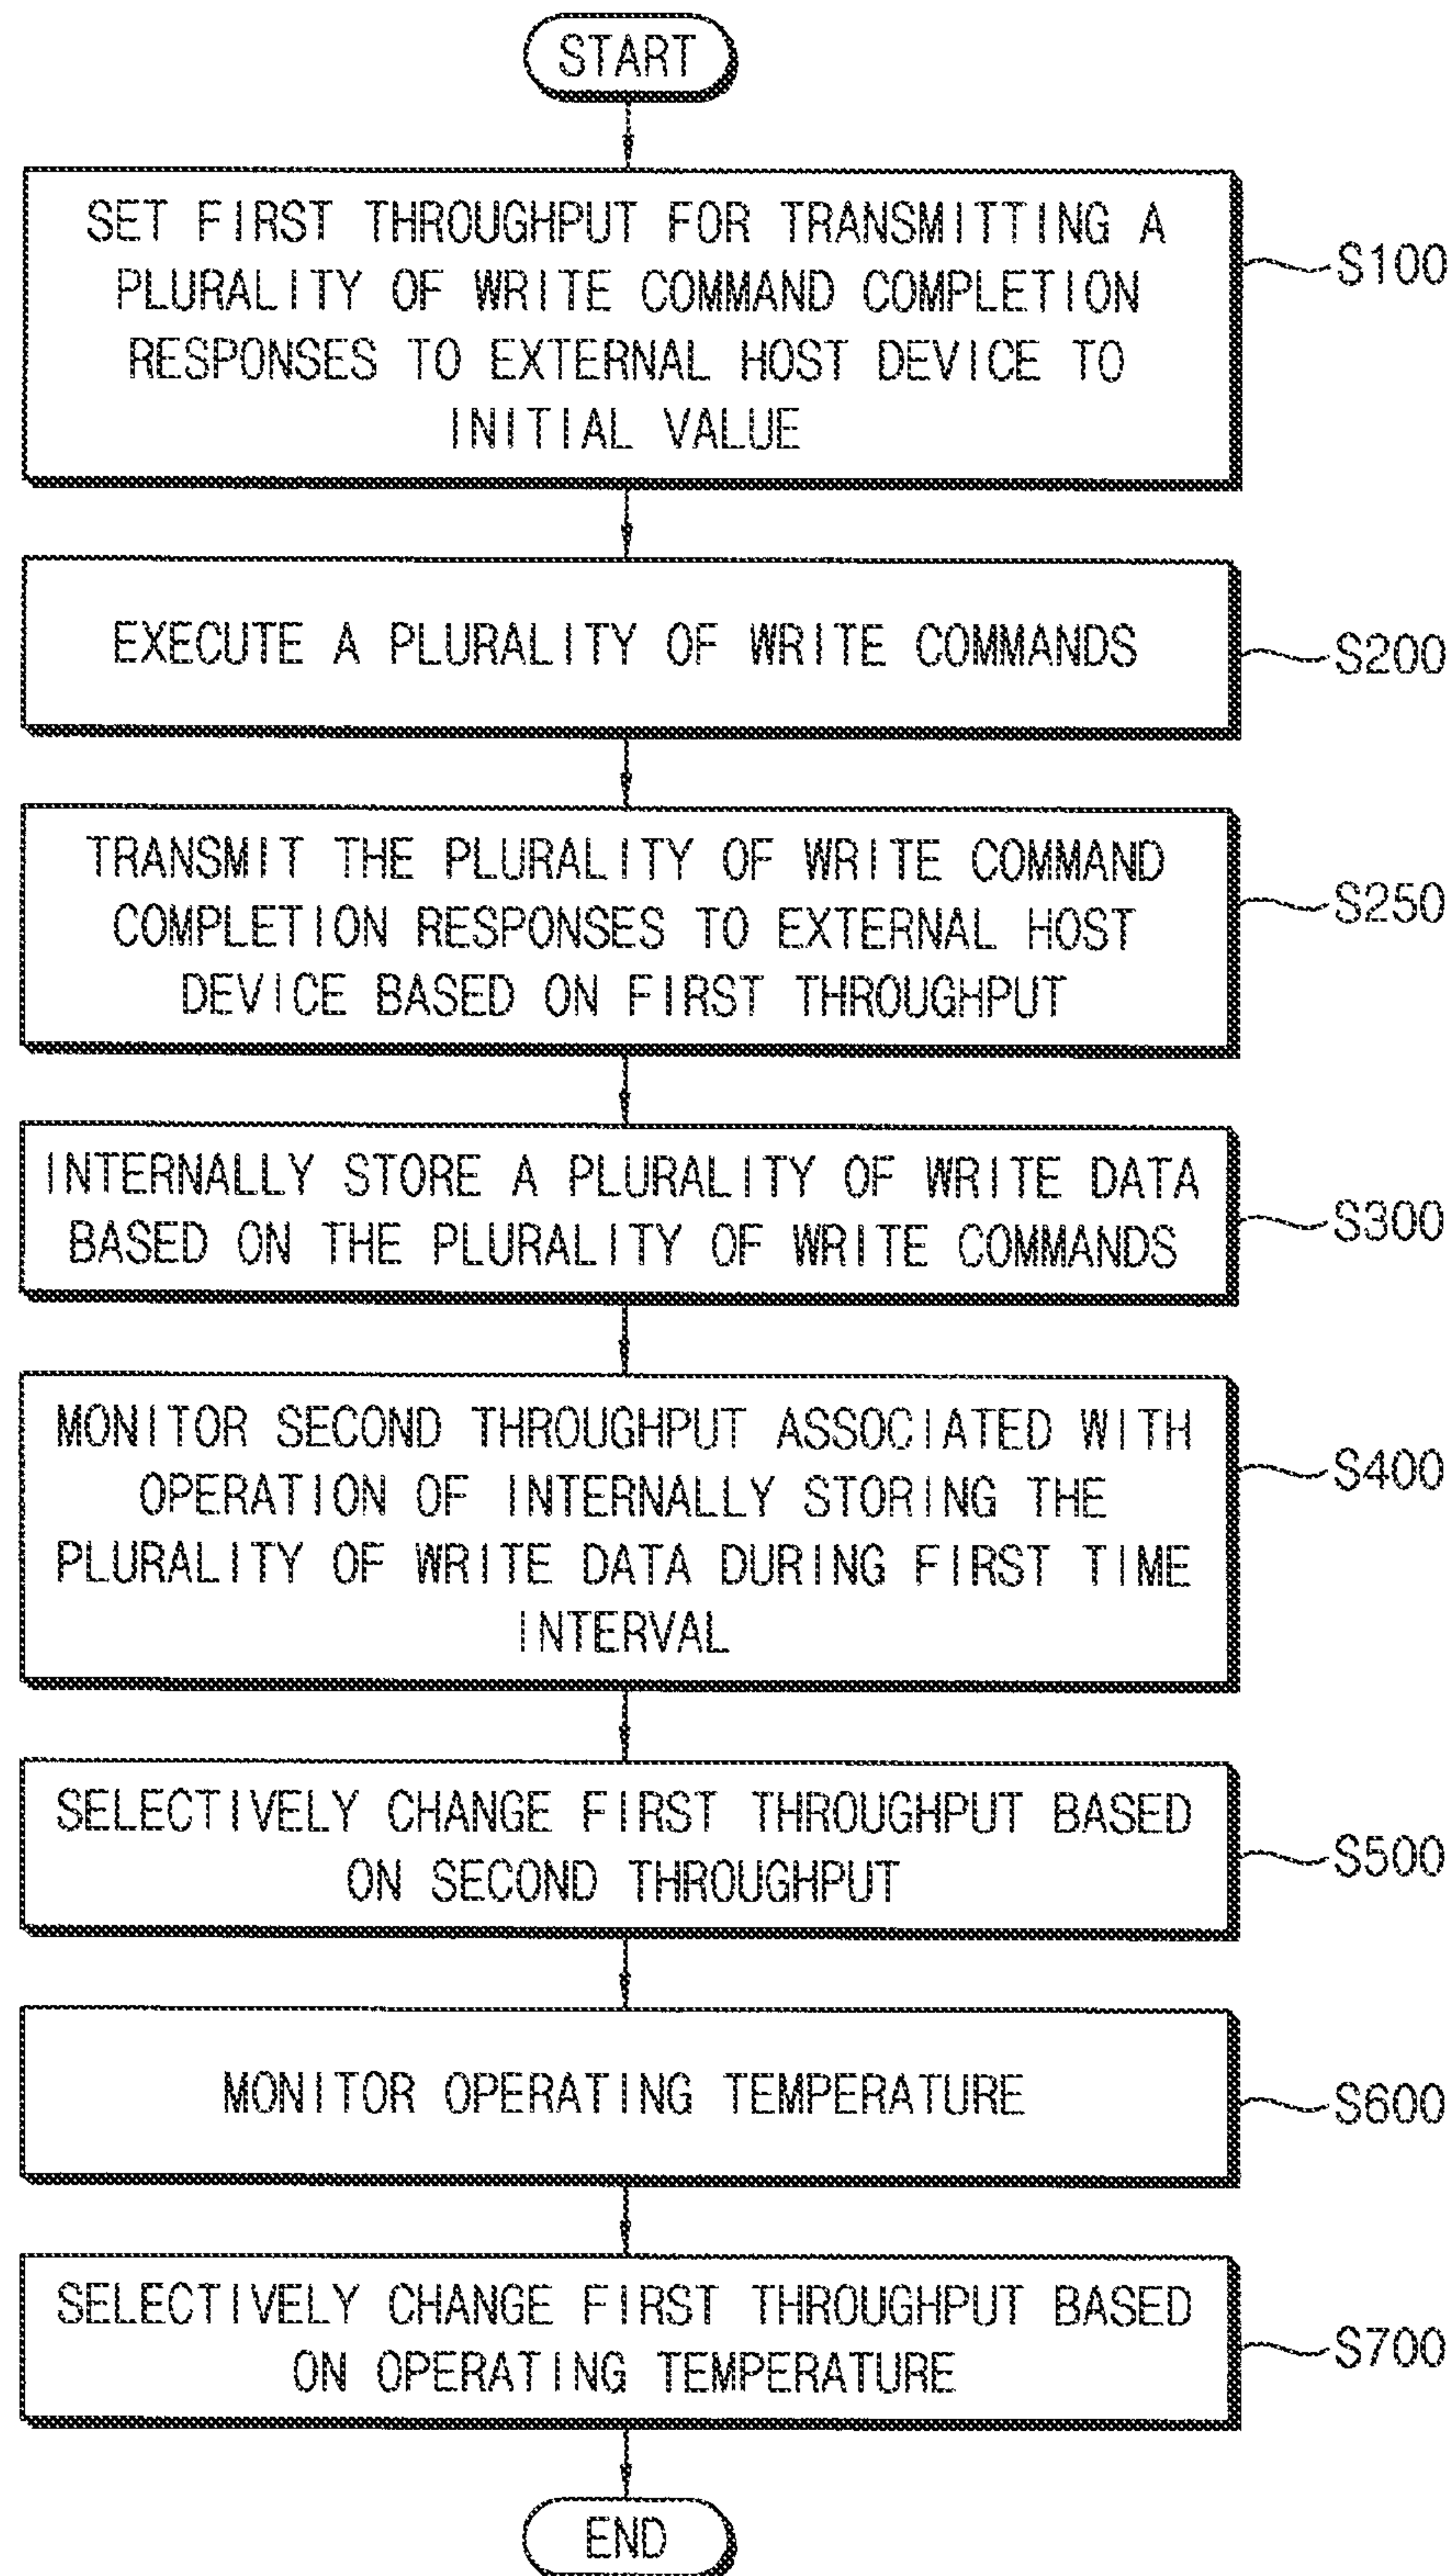 START
SET FIRST THROUGHPUT FOR TRANSMITTING A
PLURALITY OF WRITE COMMAND COMPLETION
RESPONSES TO EXTERNAL HOST DEVICE TO
INITIAL VALUE
S100
EXECUTE A PLURALITY OF WRITE COMMANDS
S200
TRANSMIT THE PLURALITY OF WRITE COMMAND
COMPLETION RESPONSES TO EXTERNAL HOST
DEVICE BASED ON FIRST THROUGHPUT
S250
INTERNALLY STORE A PLURALITY OF WRITE DATA
BASED ON THE PLURALITY OF WRITE COMMANDS
S300
MONITOR SECOND THROUGHPUT ASSOCIATED WITH
OPERATION OF INTERNALLY STORING THE
PLURALITY OF WRITE DATA DURING FIRST TIME
INTERVAL
S400
SELECTIVELY CHANGE FIRST THROUGHPUT BASED
ON SECOND THROUGHPUT
S500
MONITOR OPERATING TEMPERATURE
S600
SELECTIVELY CHANGE FIRST THROUGHPUT BASED
ON OPERATING TEMPERATURE
S700
END